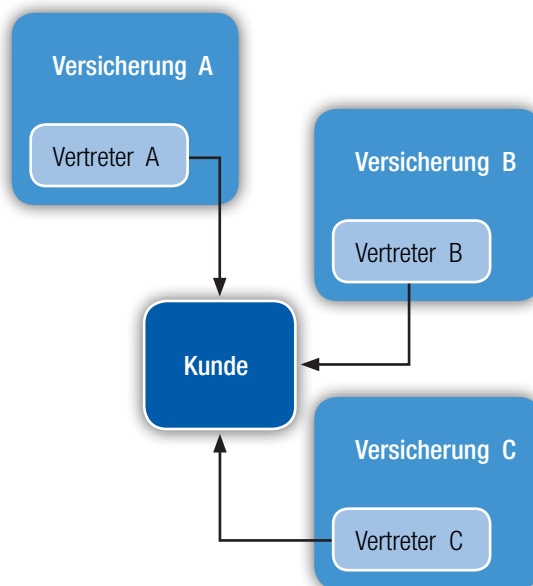 Versicherung A
Vertreter A
Versicherung B
Vertreter B
Kunde
Versicherung C
Vertreter C